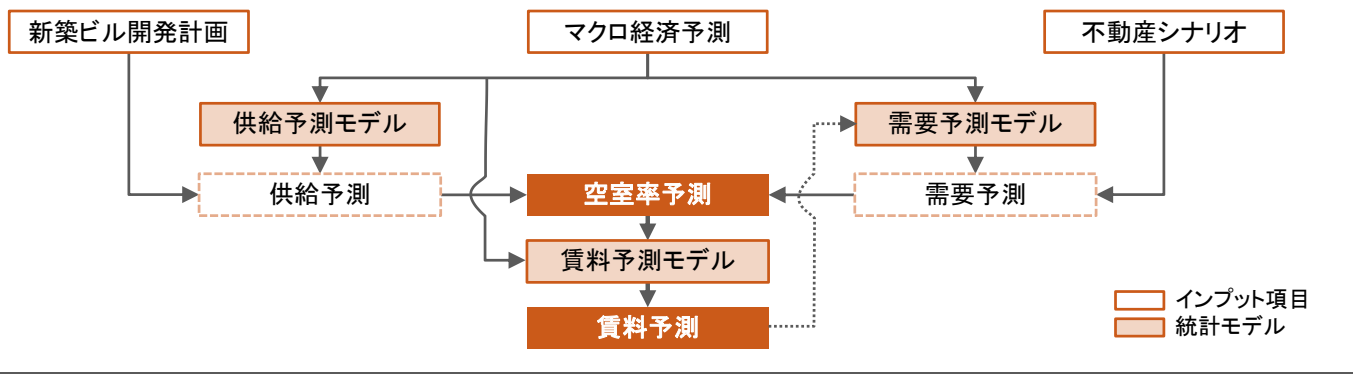 新築ビル開発計画
マクロ経済予測
不動産シナリオ
供給予測モデル
需要予測モデル
供給予測
空室率予測
需要予測
賃料予測モデル
賃料予測
インプット項目
統計モデル